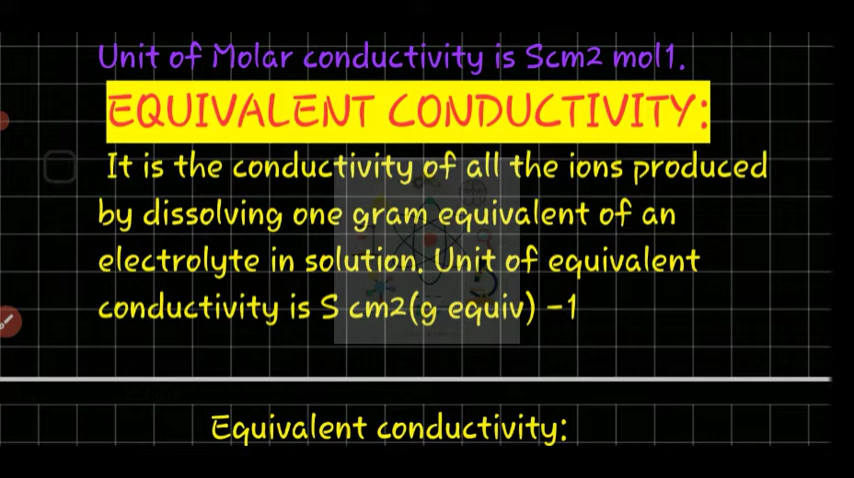 Unit of Molar conductivity is Scm2 mol1.
EQUIVALENT CONDUCTIVITY:
It is the conductivity of all the ions produced
by dissolving one gram equivalent of an
electrolyte in solution. Unit of equivalent
conductivity is S cm2(g equiv) -1
Equivalent conductivity: